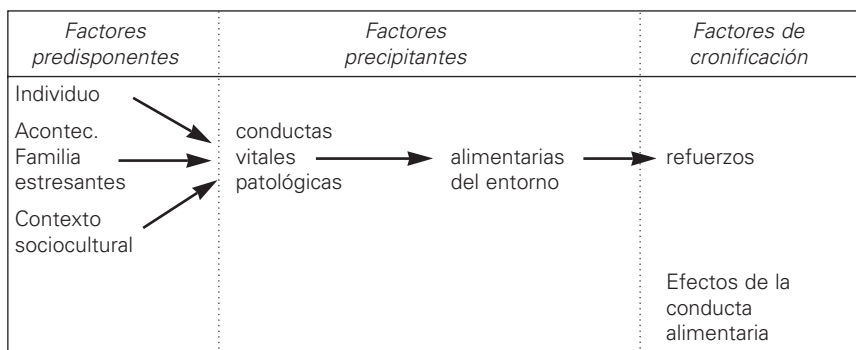 Factores
predisponentes
Factores
precipitantes
Factores de
cronificación
Individuo
Acontec.
Familia
estresantes
Contexto
sociocultural
conductas
vitales
patológicas
alimentarias
del entorno
refuerzos
Efectos de la
conducta
alimentaria